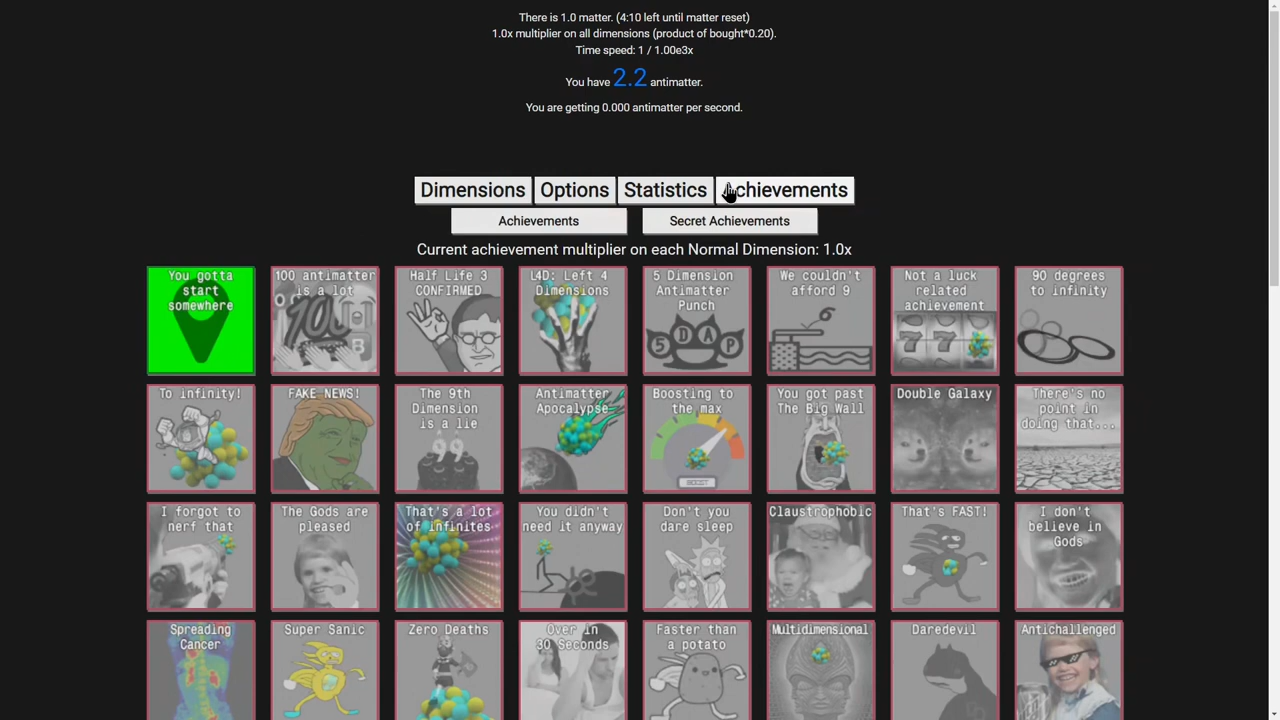 There is 1.0 matter. (4:10 left until matter reset)
1.0x multiplier on all dimensions (product of bought*0.20).
Time speed: 1 / 1.00e3x
You have 2.2 antimatter.
You are getting 0.000 antimatter per second.
Dimensions Options Statistics chievements
Achievements Secret Achievements
Current achievement multiplier on each Normal Dimension: 1.0x
You gotta
start
somewhere
100 antimatter
is a lot
100
Half Life 3
CONFIRMED
L4D: Left 4
Dimensions
5 Dimension
Antimatter
Punch
5 D A P
We couldn't
afford 9
Not a luck
related
achievement
7 7
90 degrees
to infinity
To infinity!
FAKE NEWS!
The 9th
Dimension
is a lie
99
Antimatter
Apocalypse
Boosting to
the max
BOOST
You got past
The Big Wall
Double Galaxy
There's no
point in
doing that...
I forgot to
nerf that
The Gods are
pleased
That's a lot
of infinites
You didn't
need it anyway
Don't you
dare sleep
Claustrophobic
That's FAST!
I don't
believe in
Gods
Spreading
Cancer
Super Sanic
Zero Deaths
Over in
30 Seconds
Faster than
a potato
Multidimensional
Daredevil
Antichallenged